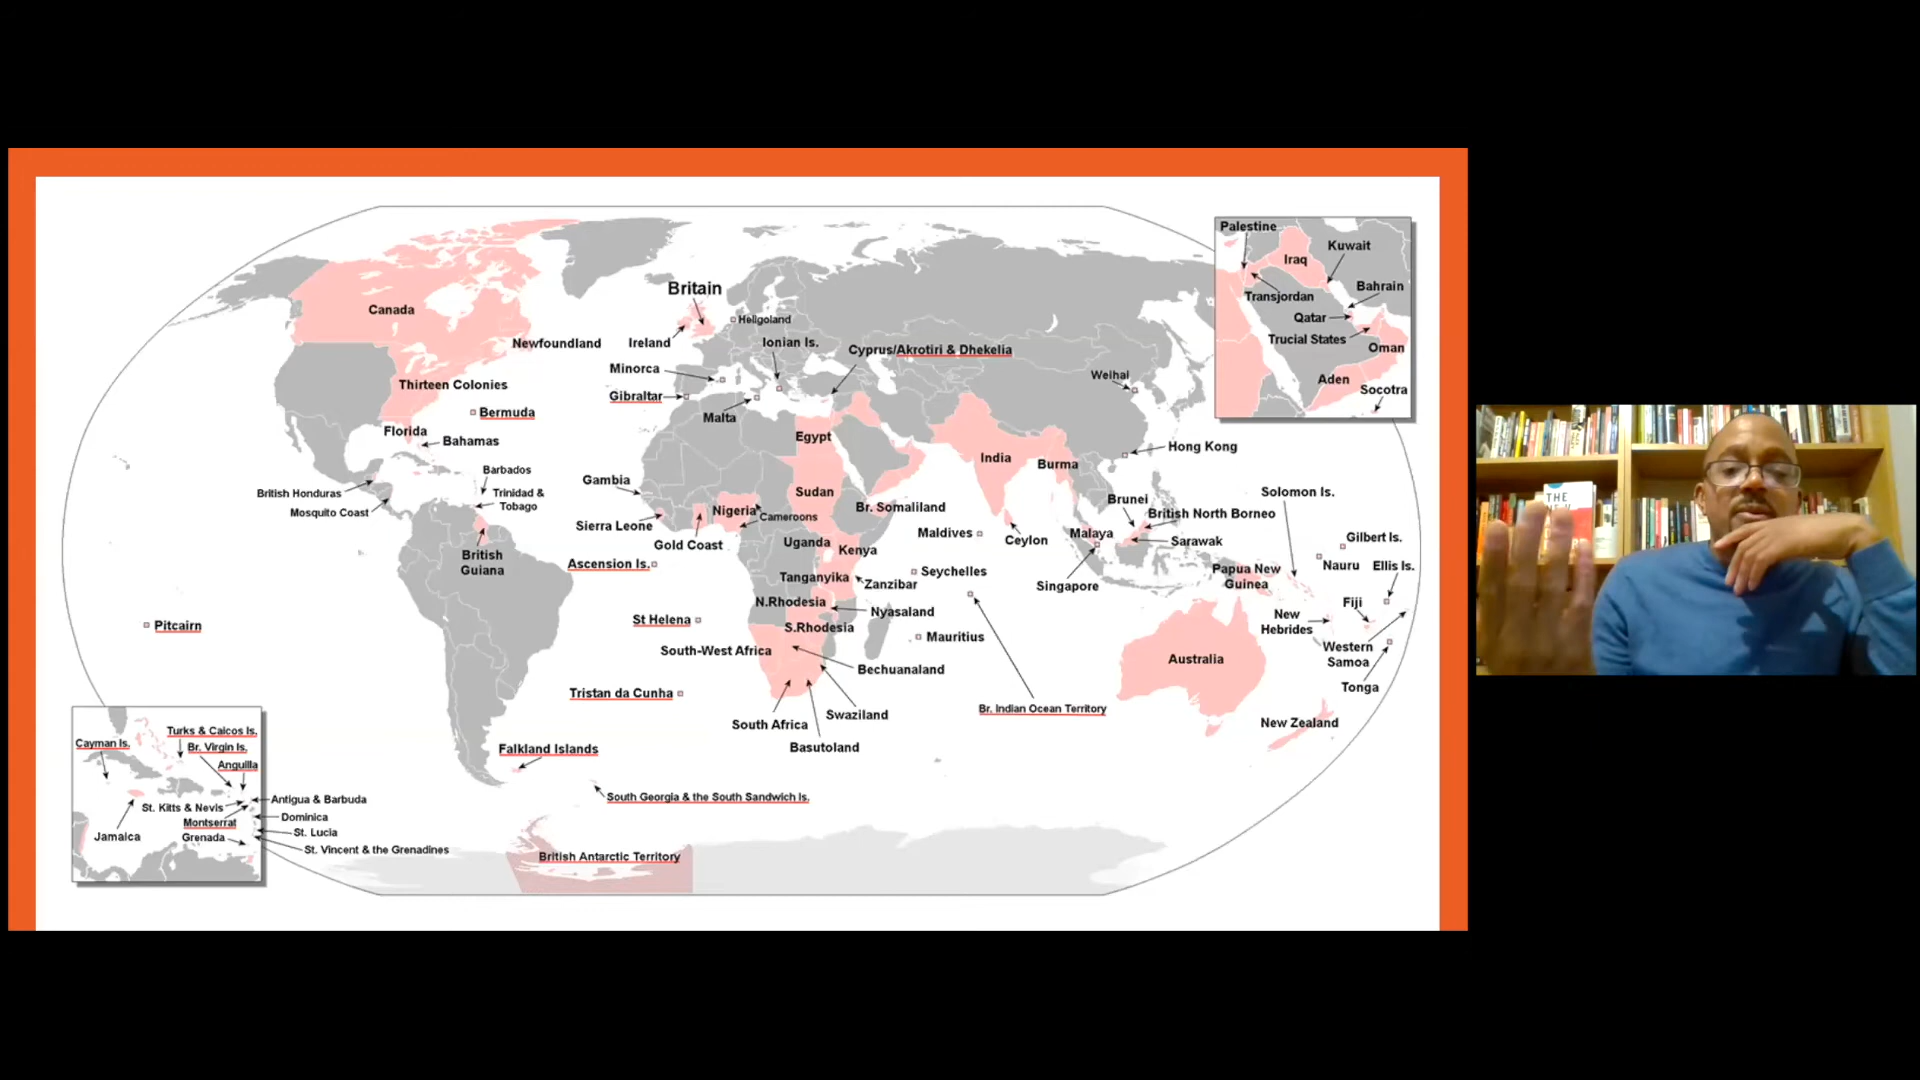 Palestine
Kuwait
Iraq
Bahrain
Transjordan
Qatar
Trucial States
Oman
Aden
Socotra
Britain
Canada
Heligoland
Newfoundland
Ireland
Ionian Is.
Cyprus/Akrotiri & Dhekelia
Minorca
Weihai
Thirteen Colonies
Gibraltar
Bermuda
Malta
Florida
Egypt
Bahamas
Hong Kong
India
Burma
Barbados
Gambia
British Honduras
Trinidad &
Tobago
Sudan
Solomon Is.
Mosquito Coast
Nigeria
Br. Somaliland
Brunei
British North Borneo
Cameroons
Sierra Leone
Maldives
Ceylon
Malaya
Sarawak
Gilbert Is.
Gold Coast
Uganda
Kenya
British
Guiana
Ascension Is.
Nauru
Ellis Is.
Tanganyika
Zanzibar
Seychelles
Singapore
Papua New
Guinea
N.Rhodesia
Nyasaland
Fiji
Pitcairn
St Helena
S.Rhodesia
Mauritius
New
Hebrides
South-West Africa
Western
Samoa
Bechuanaland
Australia
Tonga
Tristan da Cunha
Br. Indian Ocean Territory
Swaziland
South Africa
New Zealand
Basutoland
Falkland Islands
South Georgia & the South Sandwich Is.
British Antarctic Territory
Turks & Caicos Is.
Cayman Is.
Br. Virgin Is.
Anguilla
St. Kitts & Nevis
Antigua & Barbuda
Montserrat
Dominica
Jamaica
Grenada
St. Lucia
St. Vincent & the Grenadines
THE
NEW